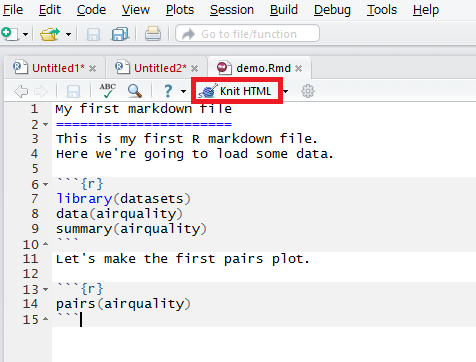 File Edit Code View Plots Session Build Debug Tools Help
Go to file/function
Untitled1* Untitled2* demo.Rmd
ABC ? Knit HTML
1 My first markdown file
2 ======================
3 This is my first R markdown file.
4 Here we're going to load some data.
5
6 ```{r}
7 library(datasets)
8 data(airquality)
9 summary(airquality)
10 ```
11 Let's make the first pairs plot.
12
13 ```{r}
14 pairs(airquality)
15 ```